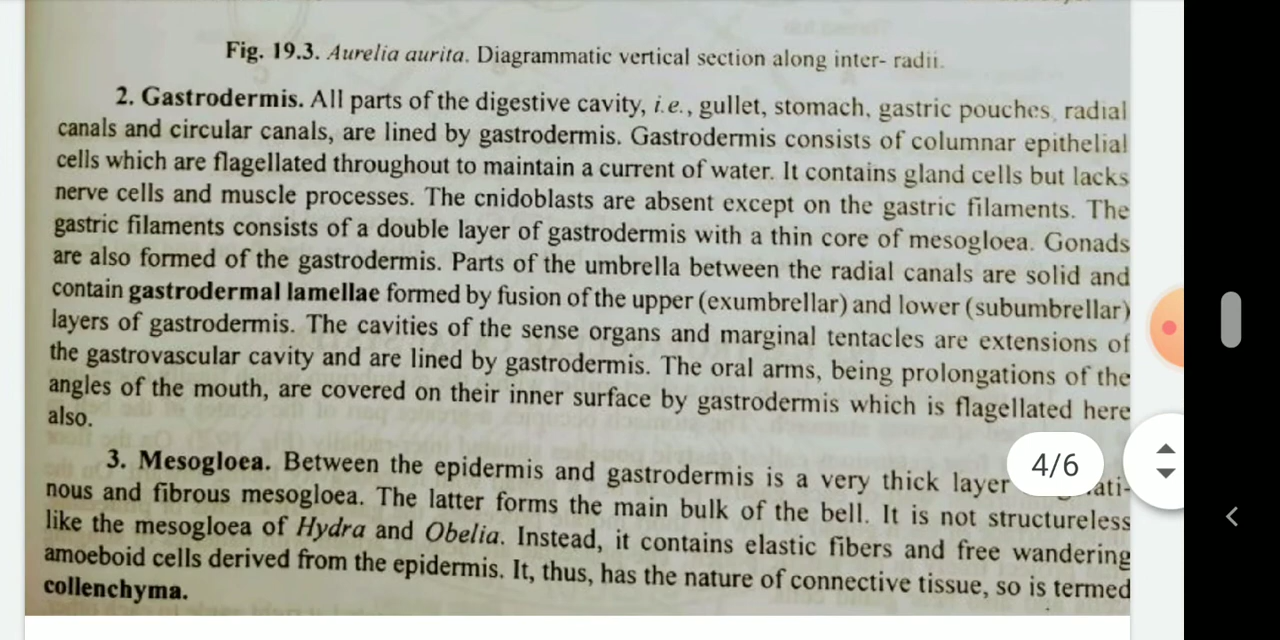 Fig. 19.3. Aurelia aurita. Diagrammatic vertical section along inter- radii.
2. Gastrodermis. All parts of the digestive cavity, i.e., gullet, stomach, gastric pouches, radial
canals and circular canals, are lined by gastrodermis. Gastrodermis consists of columnar epithelial
cells which are flagellated throughout to maintain a current of water. It contains gland cells but lacks
nerve cells and muscle processes. The cnidoblasts are absent except on the gastric filaments. The
gastric filaments consists of a double layer of gastrodermis with a thin core of mesogloea. Gonads
are also formed of the gastrodermis. Parts of the umbrella between the radial canals are solid and
contain gastrodermal lamellae formed by fusion of the upper (exumbrellar) and lower (subumbrellar)
layers of gastrodermis. The cavities of the sense organs and marginal tentacles are extensions of
the gastrovascular cavity and are lined by gastrodermis. The oral arms, being prolongations of the
angles of the mouth, are covered on their inner surface by gastrodermis which is flagellated here
also.
3. Mesogloea. Between the epidermis and gastrodermis is a very thick layer
4/6
nous and fibrous mesogloea. The latter forms the main bulk of the bell. It is not structureless
like the mesogloea of Hydra and Obelia. Instead, it contains elastic fibers and free wandering
amoeboid cells derived from the epidermis. It, thus, has the nature of connective tissue, so is termed
collenchyma.